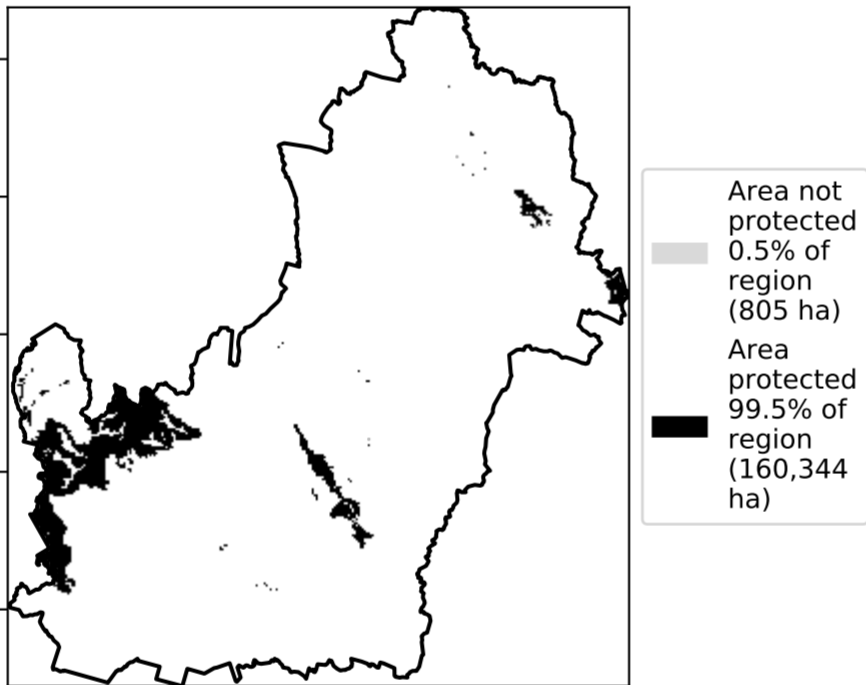 Area not
protected
0.5% of
region
(805 ha)
Area
protected
99.5% of
region
(160,344
ha)